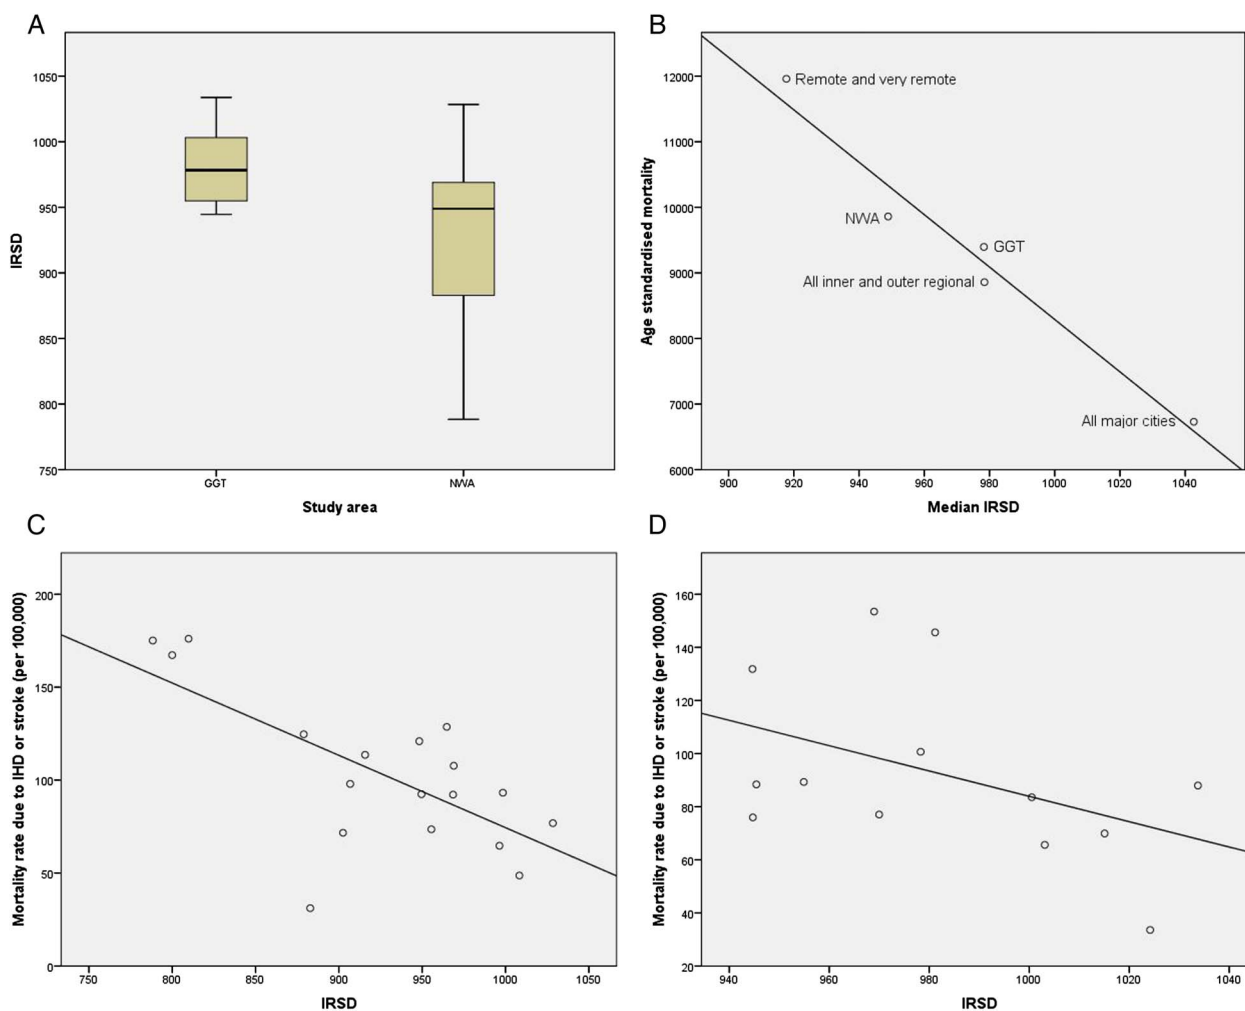 A
1050
1000
950
900
850
800
750
IRSD
GGT
NWA
Study area
B
12000
11000
10000
9000
8000
7000
6000
Age standardised mortality
Remote and very remote
NWA
GGT
All inner and outer regional
All major cities
900
920
940
960
980
1000
1020
1040
Median IRSD
C
200
150
100
50
0
Mortality rate due to IHD or stroke (per 100,000)
750
800
850
900
950
1000
1050
IRSD
D
160
140
120
100
80
60
40
20
Mortality rate due to IHD or stroke (per 100,000)
940
960
980
1000
1020
1040
IRSD